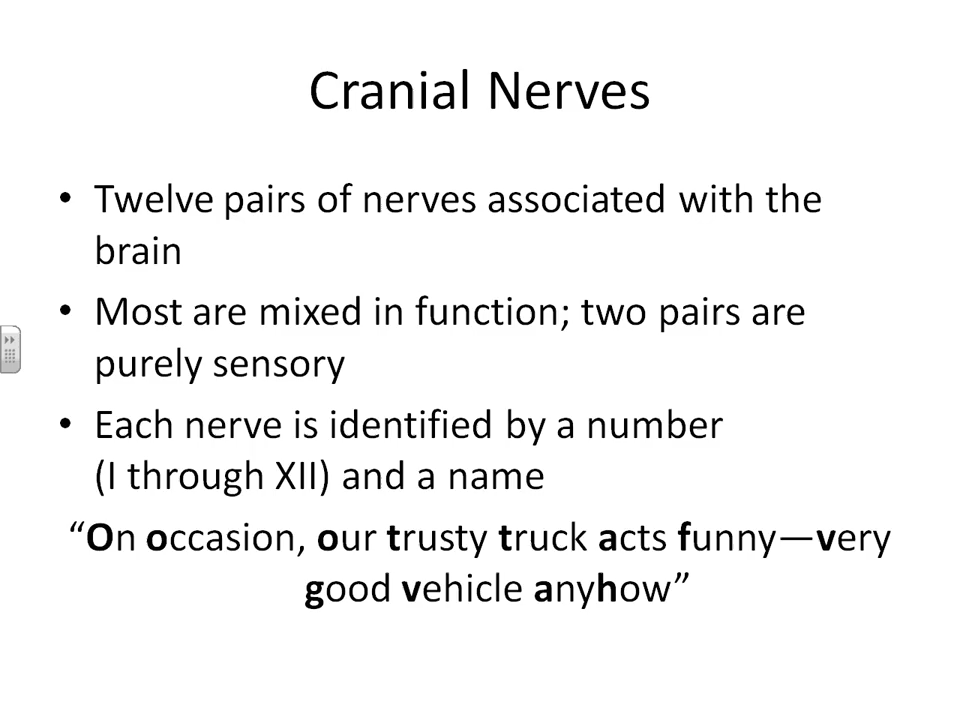 Cranial Nerves
• Twelve pairs of nerves associated with the
brain
• Most are mixed in function; two pairs are
purely sensory
• Each nerve is identified by a number
(I through XII) and a name
“On occasion, our trusty truck acts funny—very
good vehicle anyhow”